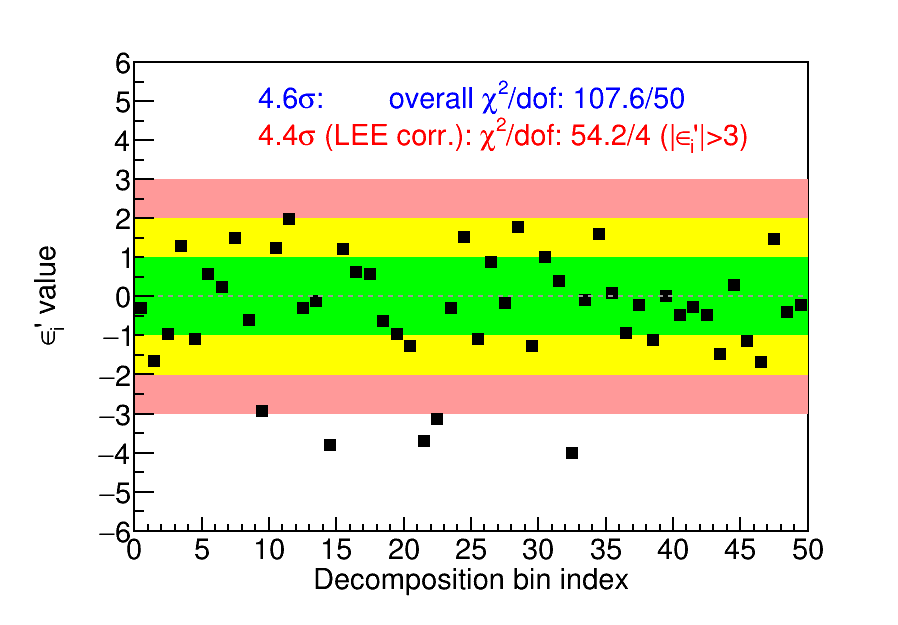 4.6σ: overall χ²/dof: 107.6/50
4.4σ (LEE corr.): χ²/dof: 54.2/4 (|ϵᵢ'|>3)
6
5
4
3
2
1
0
−1
−2
−3
−4
−5
−6
ϵᵢ' value
0 5 10 15 20 25 30 35 40 45 50
Decomposition bin index